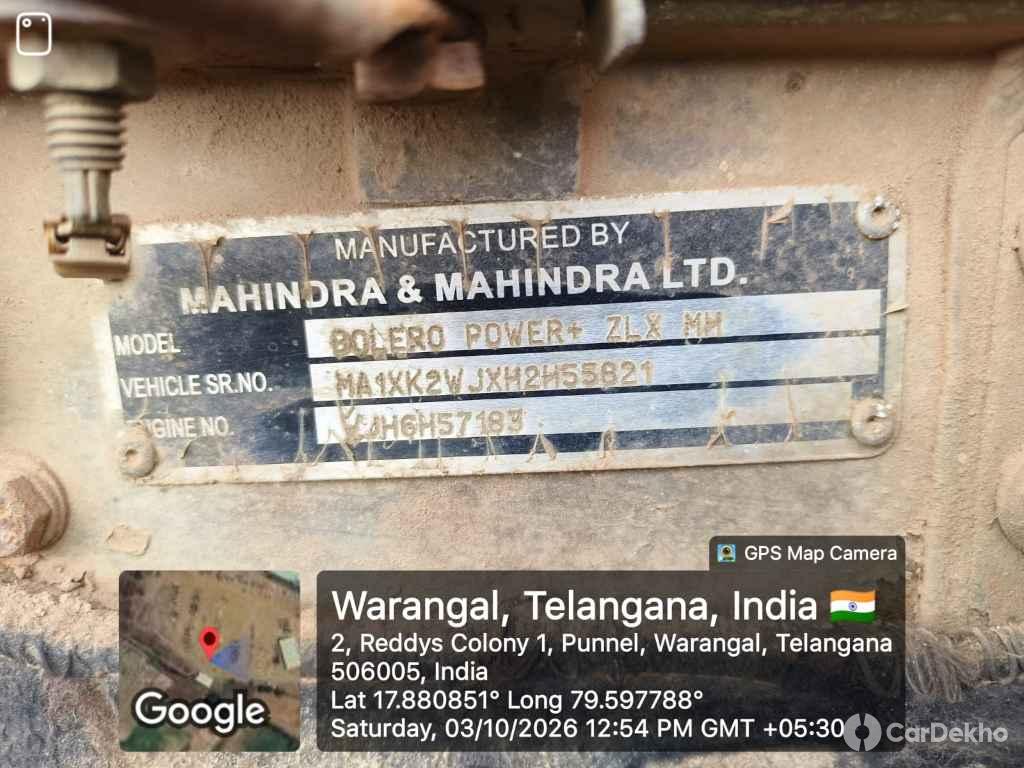 MANUFACTURED BY
MAHINDRA & MAHINDRA LTD.
MODEL BOLERO POWER+ ZLX MH
VEHICLE SR.NO. MA1XK2WJXH2H55821
ENGINE NO.
GPS Map Camera
Warangal, Telangana, India
2, Reddys Colony 1, Punnel, Warangal, Telangana
506005, India
Lat 17.880851° Long 79.597788°
Saturday, 03/10/2026 12:54 PM GMT +05:30
Google
CarDekho